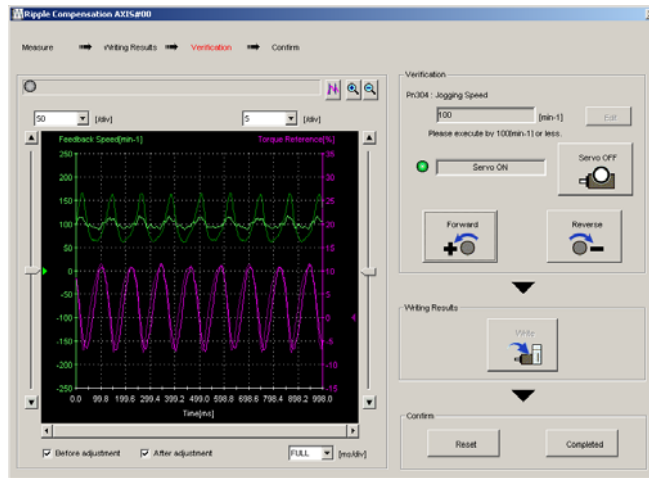 Ripple Compensation AXIS#00
Measure
Writing Results
Verification
Confirm
50
[/div]
5
[/div]
Feedback Speed[min-1]
Torque Reference[%]
250
200
150
100
50
0
-50
-100
-150
-200
-250
35
30
25
20
15
10
5
0
-5
-10
-15
4
0.0 99.8 199.6 299.4 399.2 499.0 598.8 698.6 798.4 898.2 998.0
Time[ms]
Before adjustment
After adjustment
FULL
[ms/div]
Verification
Pn304 : Jogging Speed
100
[min-1]
Edit
Please execute by 100[min-1] or less.
Servo ON
Servo OFF
Forward
Reverse
Writing Results
Write
Confirm
Reset
Completed